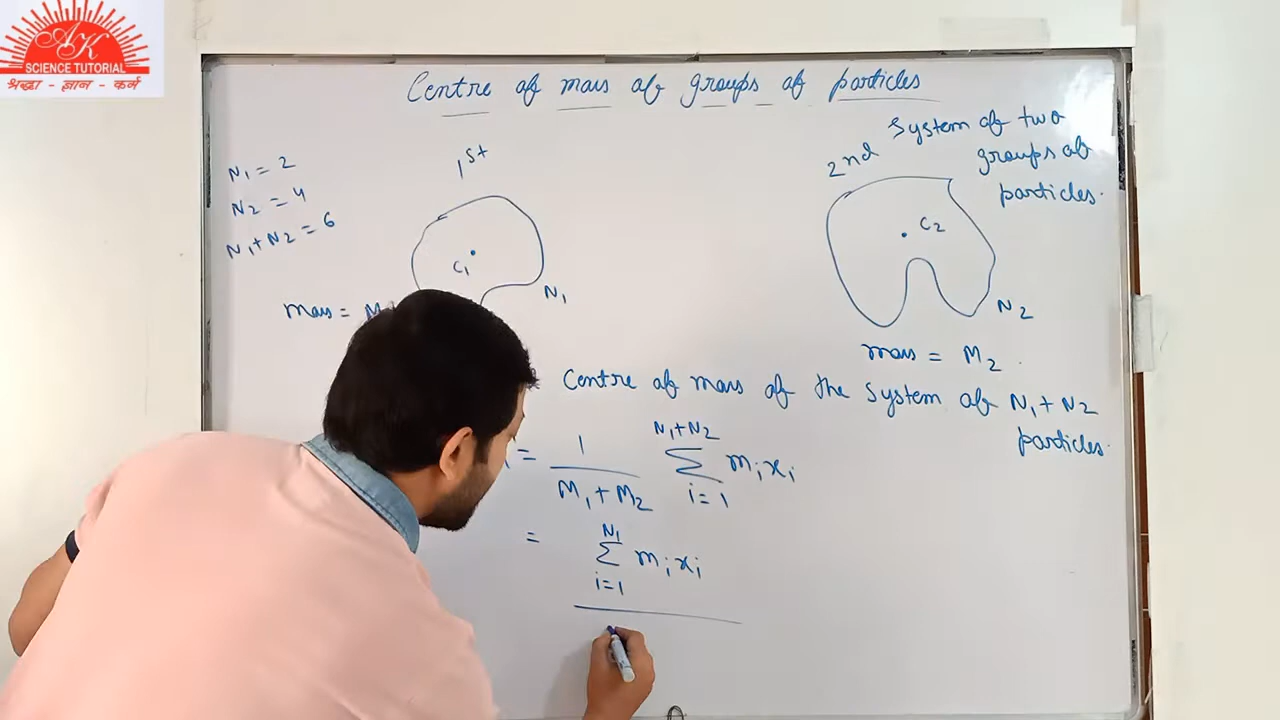 AK
SCIENCE TUTORIAL
श्रद्धा - ज्ञान - कर्म
Centre of mass of groups of particles
System of two
groups of
particles.
N₁ = 2
N₂ = 4
N₁ + N₂ = 6
1st
2nd
C₁
C₂
N₁
N₂
mass = M
mass = M₂
Centre of mass of the system of N₁ + N₂
particles.
= 1 / (M₁ + M₂) N₁+N₂ Σ i=1 mᵢxᵢ
= N₁ Σ i=1 mᵢxᵢ